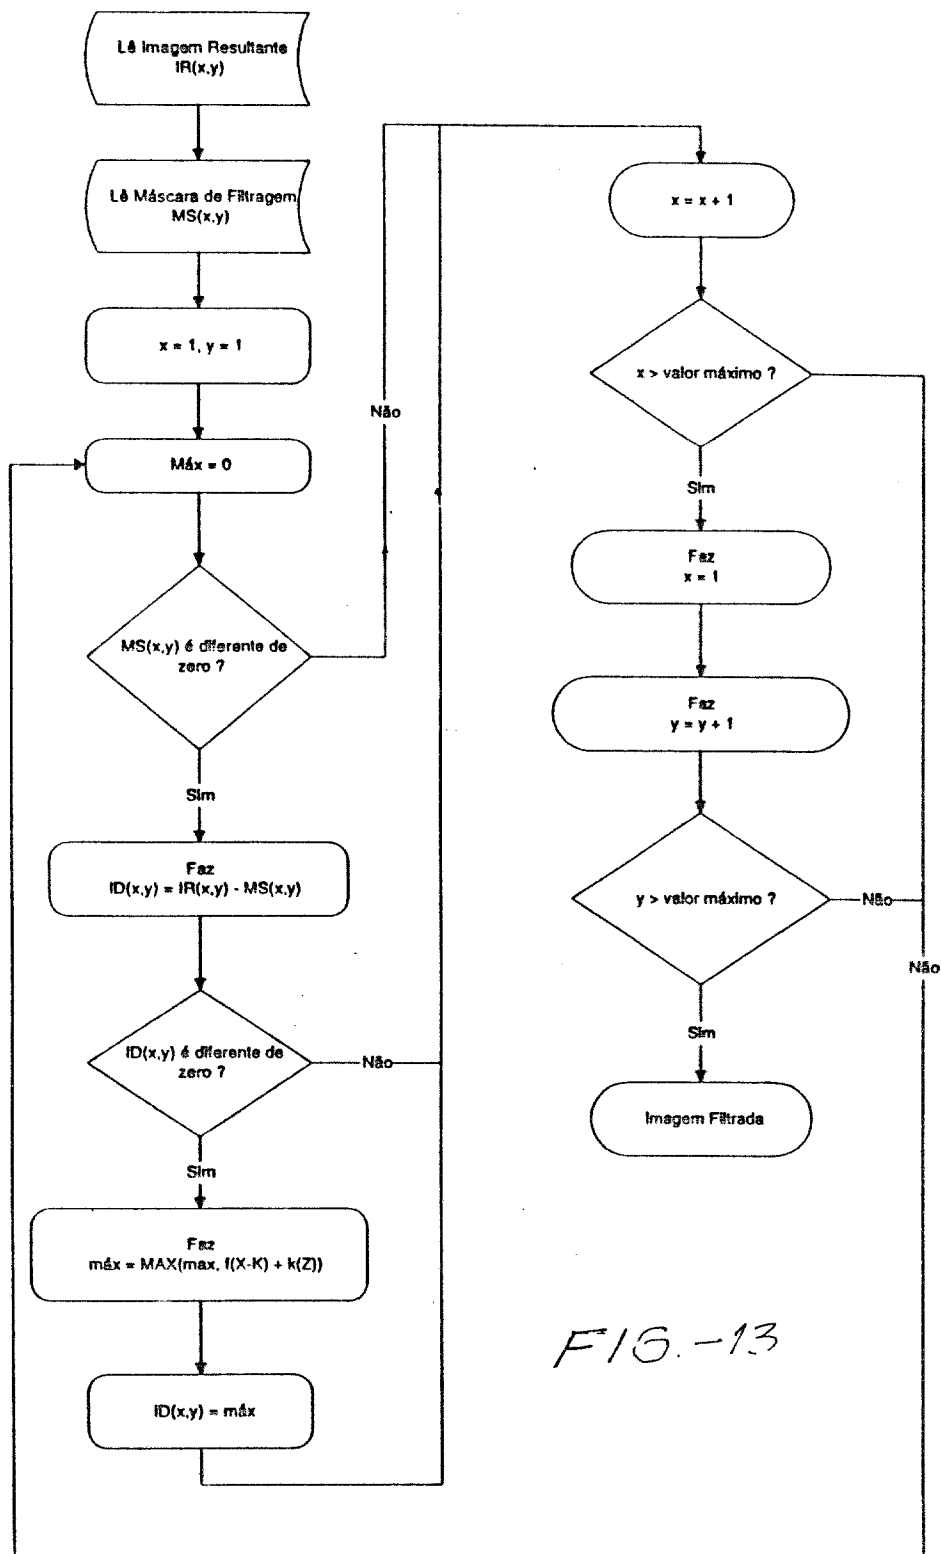 Lê Imagem Resultante
IR(x,y)
Lê Máscara de Filtragem
MS(x,y)
x = 1, y = 1
Máx = 0
MS(x,y) é diferente de
zero ?
Não
Sim
Faz
ID(x,y) = IR(x,y) - MS(x,y)
ID(x,y) é diferente de
zero ?
Não
Sim
Faz
máx = MAX(max, f(X-K) + k(Z))
ID(x,y) = máx
x = x + 1
x > valor máximo ?
Sim
Faz
x = 1
Faz
y = y + 1
y > valor máximo ?
Não
Não
Sim
Imagem Filtrada
FIG.-13